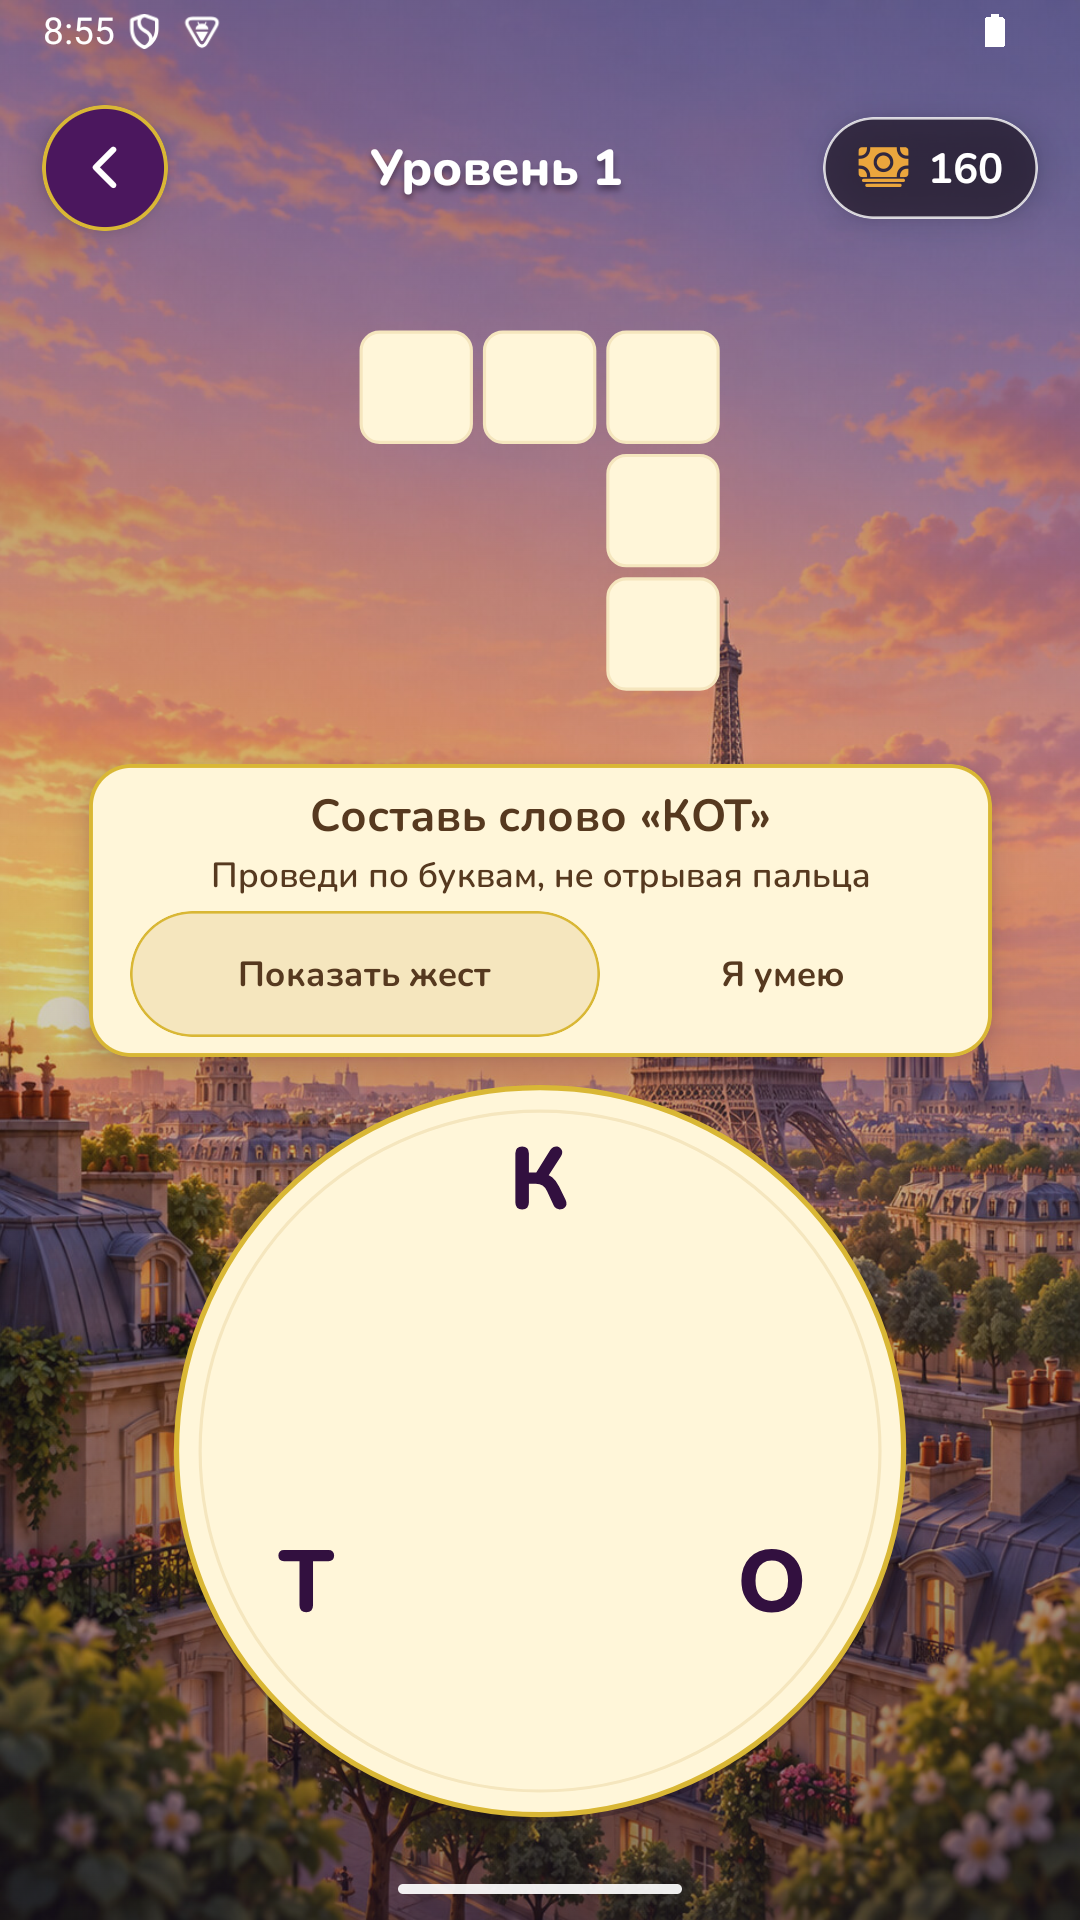 8:55
Уровень 1
160
Составь слово «КОТ»
Проведи по буквам, не отрывая пальца
Показать жест
Я умею
К
Т
О